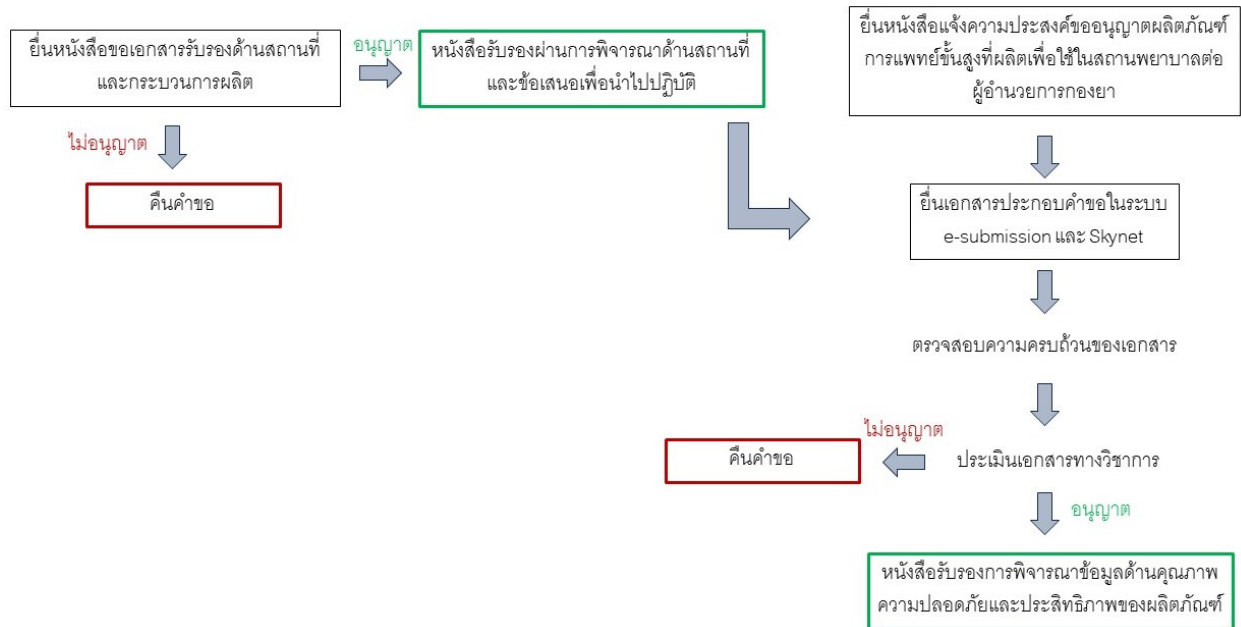 ยื่นหนังสือขอเอกสารรับรองด้านสถานที่
และกระบวนการผลิต
อนุญาต
หนังสือรับรองผ่านการพิจารณาด้านสถานที่
และข้อเสนอเพื่อนำไปปฏิบัติ
ไม่อนุญาต
คืนคำขอ
ยื่นหนังสือแจ้งความประสงค์ขออนุญาตผลิตภัณฑ์
การแพทย์ขั้นสูงที่ผลิตเพื่อใช้ในสถานพยาบาลต่อ
ผู้อำนวยการกองยา
ยื่นเอกสารประกอบคำขอในระบบ
e-submission และ Skynet
ตรวจสอบความครบถ้วนของเอกสาร
ประเมินเอกสารทางวิชาการ
ไม่อนุญาต
คืนคำขอ
อนุญาต
หนังสือรับรองการพิจารณาข้อมูลด้านคุณภาพ
ความปลอดภัยและประสิทธิภาพของผลิตภัณฑ์